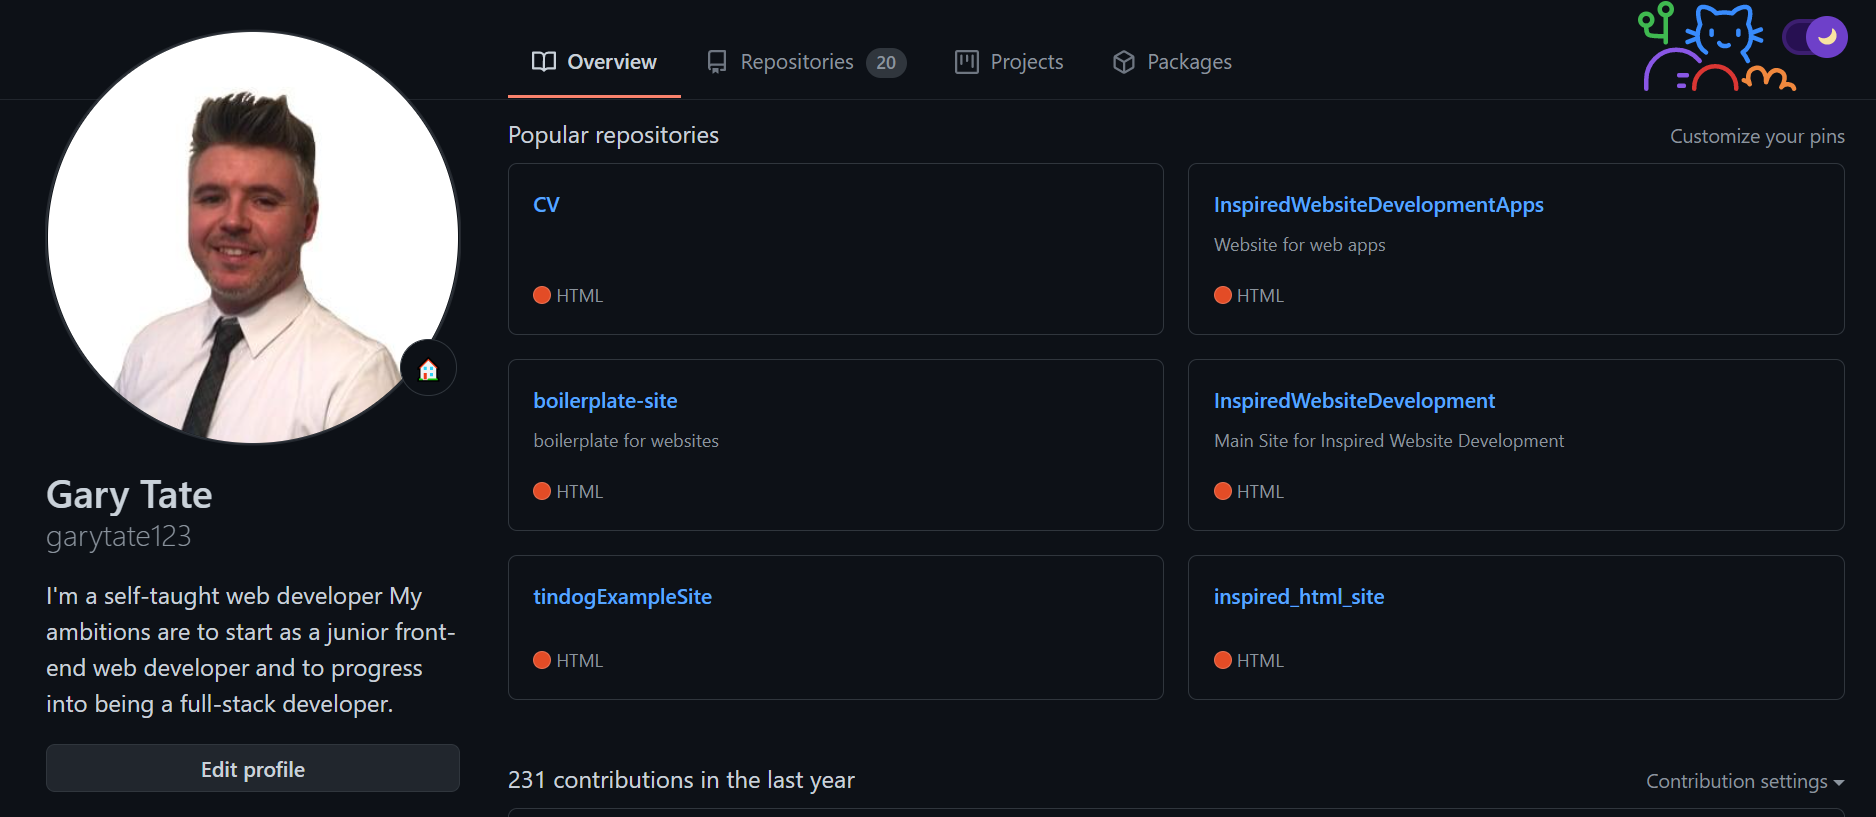 Overview
Repositories 20
Projects
Packages
Popular repositories
Customize your pins
CV
HTML
InspiredWebsiteDevelopmentApps
Website for web apps
HTML
boilerplate-site
boilerplate for websites
HTML
InspiredWebsiteDevelopment
Main Site for Inspired Website Development
HTML
tindogExampleSite
HTML
inspired_html_site
HTML
Gary Tate
garytate123
I'm a self-taught web developer My
ambitions are to start as a junior front-
end web developer and to progress
into being a full-stack developer.
Edit profile
231 contributions in the last year
Contribution settings